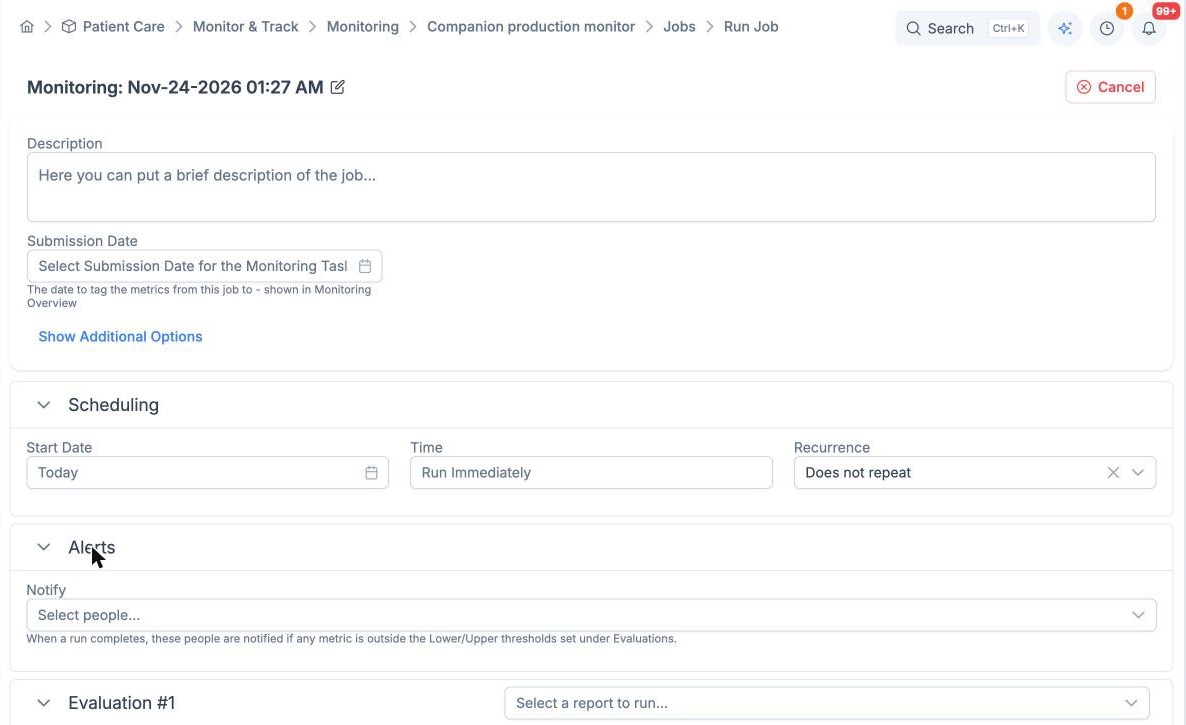 Patient Care > Monitor & Track > Monitoring > Companion production monitor > Jobs > Run Job
Search Ctrl+K
1
99+
Monitoring: Nov-24-2026 01:27 AM
Cancel
Description
Here you can put a brief description of the job...
Submission Date
Select Submission Date for the Monitoring Tasl
The date to tag the metrics from this job to - shown in Monitoring
Overview
Show Additional Options
Scheduling
Start Date
Today
Time
Run Immediately
Recurrence
Does not repeat
Alerts
Notify
Select people...
When a run completes, these people are notified if any metric is outside the Lower/Upper thresholds set under Evaluations.
Evaluation #1
Select a report to run...